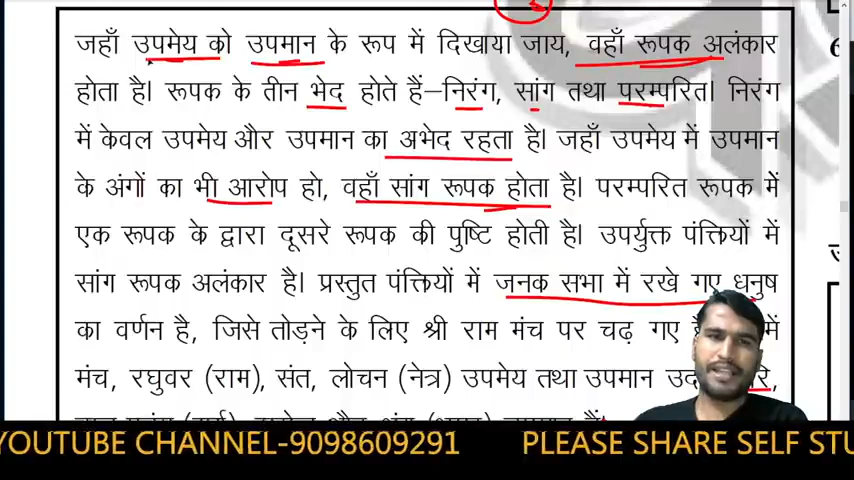 जहाँ उपमेय को उपमान के रूप में दिखाया जाय, वहाँ रूपक अलंकार
होता है। रूपक के तीन भेद होते हैं–निरंग, सांग तथा परम्परित। निरंग
में केवल उपमेय और उपमान का अभेद रहता है। जहाँ उपमेय में उपमान
के अंगों का भी आरोप हो, वहाँ सांग रूपक होता है। परम्परित रूपक में
एक रूपक के द्वारा दूसरे रूपक की पुष्टि होती है। उपर्युक्त पंक्तियों में
सांग रूपक अलंकार है। प्रस्तुत पंक्तियों में जनक सभा में रखे गए धनुष
का वर्णन है, जिसे तोड़ने के लिए श्री राम मंच पर चढ़ गए में
मंच, रघुवर (राम), संत, लोचन (नेत्र) उपमेय तथा उपमान
YOUTUBE CHANNEL-9098609291 PLEASE SHARE SELF STU